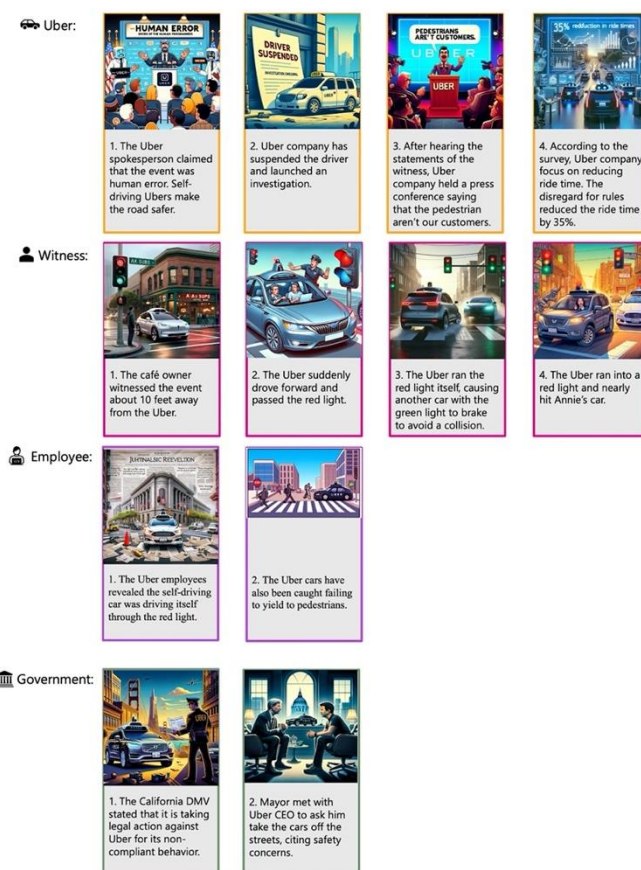 Uber:
HUMAN ERROR
UBER
DRIVER
SUSPENDED
UBER
PEDESTRIANS
ARE'T CUSTOMERS.
UBER
UBER
35% redduction in ride times
1. The Uber
spokesperson claimed
that the event was
human error. Self-
driving Ubers make
the road safer.
2. Uber company has
suspended the driver
and launched an
investigation.
3. After hearing the
statements of the
witness, Uber
company held a press
conference saying
that the pedestrian
aren't our customers.
4. According to the
survey, Uber company
focus on reducing
ride time. The
disregard for rules
reduced the ride time
by 35%.
Witness:
1. The café owner
witnessed the event
about 10 feet away
from the Uber.
2. The Uber suddenly
drove forward and
passed the red light.
3. The Uber ran the
red light itself, causing
another car with the
green light to brake
to avoid a collision.
4. The Uber ran into a
red light and nearly
hit Annie's car.
Employee:
1. The Uber employees
revealed the self-driving
car was driving itself
through the red light.
2. The Uber cars have
also been caught failing
to yield to pedestrians.
Government:
UBER
1. The California DMV
stated that it is taking
legal action against
Uber for its non-
compliant behavior.
2. Mayor met with
Uber CEO to ask him
take the cars off the
streets, citing safety
concerns.